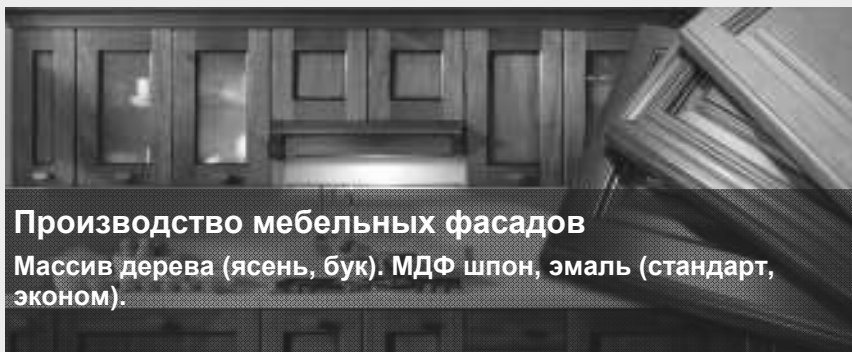 Производство мебельных фасадов
Массив дерева (ясень, бук). МДФ шпон, эмаль (стандарт,
эконом).